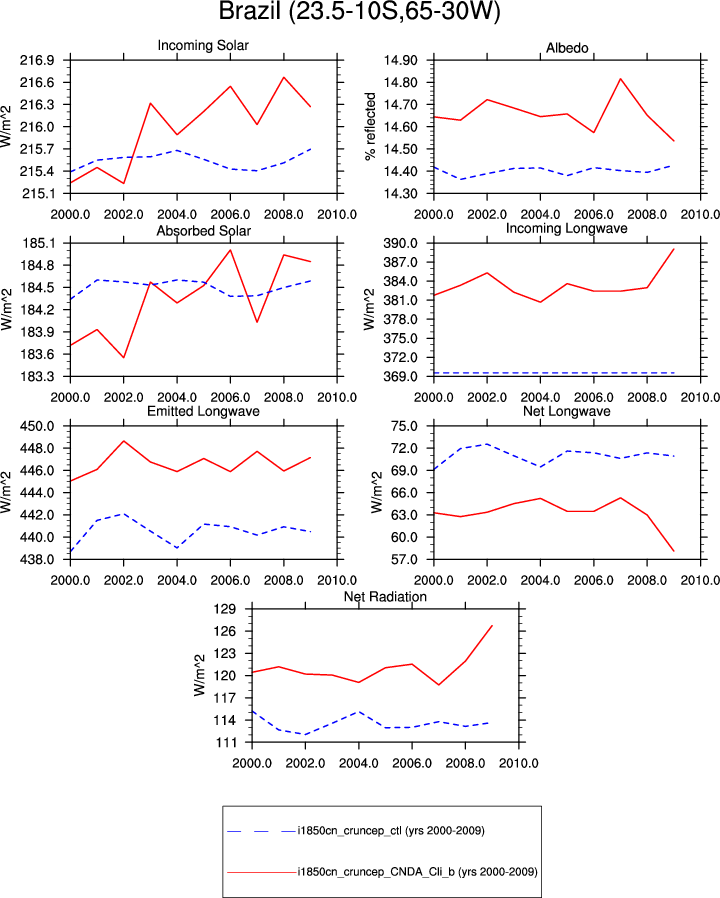 Brazil (23.5-10S,65-30W)
Incoming Solar
216.9
216.6
216.3
216.0
215.7
215.4
215.1
W/m^2
2000.0 2002.0 2004.0 2006.0 2008.0 2010.0
Albedo
14.90
14.80
14.70
14.60
14.50
14.40
14.30
% reflected
2000.0 2002.0 2004.0 2006.0 2008.0 2010.0
Absorbed Solar
185.1
184.8
184.5
184.2
183.9
183.6
183.3
W/m^2
2000.0 2002.0 2004.0 2006.0 2008.0 2010.0
Incoming Longwave
390.0
387.0
384.0
381.0
378.0
375.0
372.0
369.0
W/m^2
2000.0 2002.0 2004.0 2006.0 2008.0 2010.0
Emitted Longwave
450.0
448.0
446.0
444.0
442.0
440.0
438.0
W/m^2
2000.0 2002.0 2004.0 2006.0 2008.0 2010.0
Net Longwave
75.0
72.0
69.0
66.0
63.0
60.0
57.0
W/m^2
2000.0 2002.0 2004.0 2006.0 2008.0 2010.0
Net Radiation
129
126
123
120
117
114
111
W/m^2
2000.0 2002.0 2004.0 2006.0 2008.0 2010.0
i1850cn_cruncep_ctl (yrs 2000-2009)
i1850cn_cruncep_CNDA_Cli_b (yrs 2000-2009)